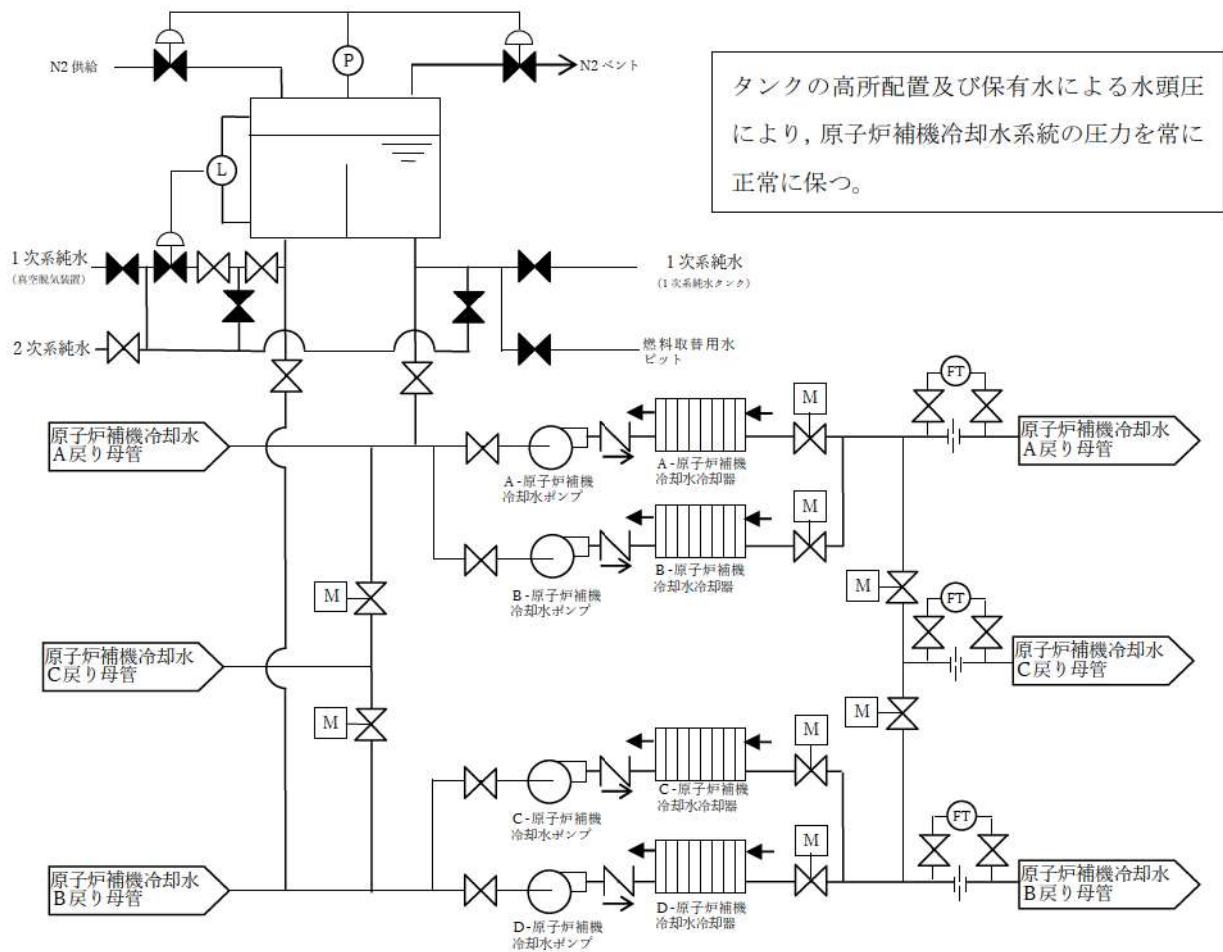 N2 供給
P
N2 ベント
タンクの高所配置及び保有水による水頭圧
により，原子炉補機冷却水系統の圧力を常に
正常に保つ。
L
1次系純水
(真空脱気装置)
1次系純水
(1次系純水タンク)
2次系純水
燃料取替用水
ピット
原子炉補機冷却水
A戻り母管
A-原子炉補機
冷却水ポンプ
A-原子炉補機
冷却水冷却器
M
FT
原子炉補機冷却水
A戻り母管
B-原子炉補機
冷却水ポンプ
B-原子炉補機
冷却水冷却器
M
M
M
FT
原子炉補機冷却水
C戻り母管
原子炉補機冷却水
C戻り母管
M
M
C-原子炉補機
冷却水ポンプ
C-原子炉補機
冷却水冷却器
M
原子炉補機冷却水
B戻り母管
D-原子炉補機
冷却水ポンプ
D-原子炉補機
冷却水冷却器
M
FT
原子炉補機冷却水
B戻り母管